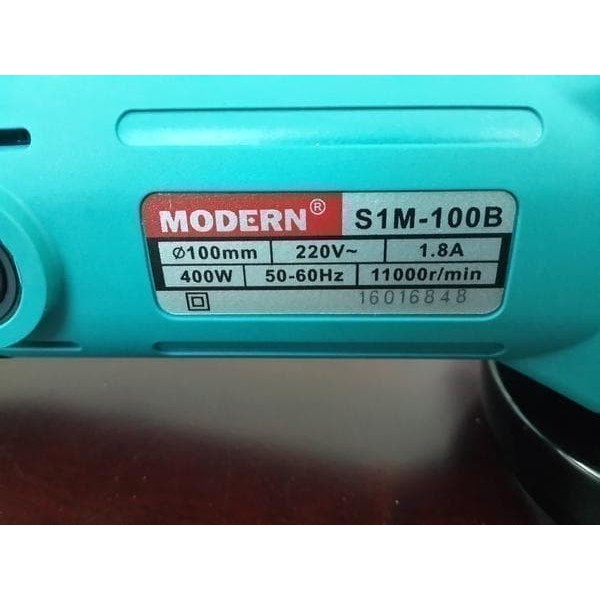 MODERN® S1M-100B
Ø100mm 220V~ 1.8A
400W 50-60Hz 11000r/min
16016848